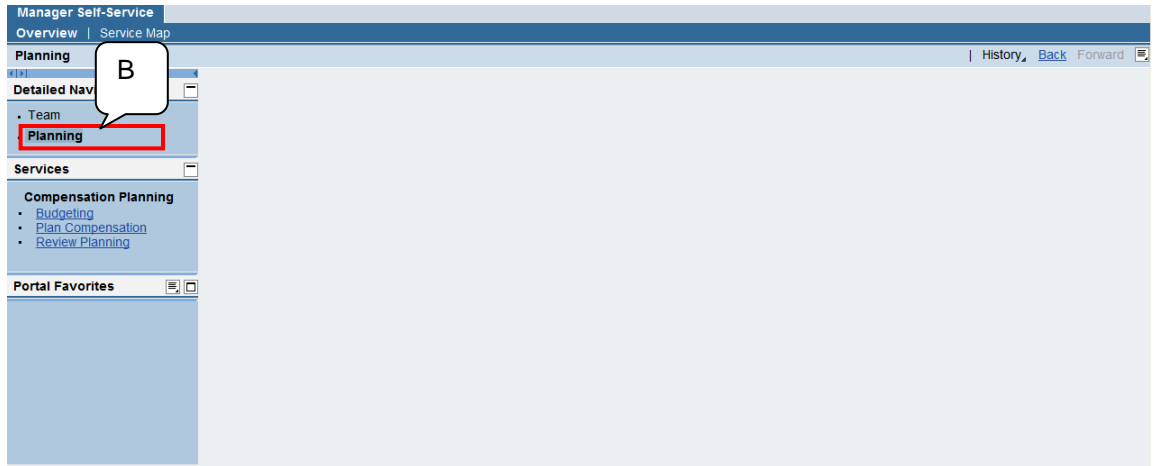 Manager Self-Service
Overview | Service Map
Planning | History Back Forward
B
Detailed Navi
Team
Planning
Services
Compensation Planning
Budgeting
Plan Compensation
Review Planning
Portal Favorites